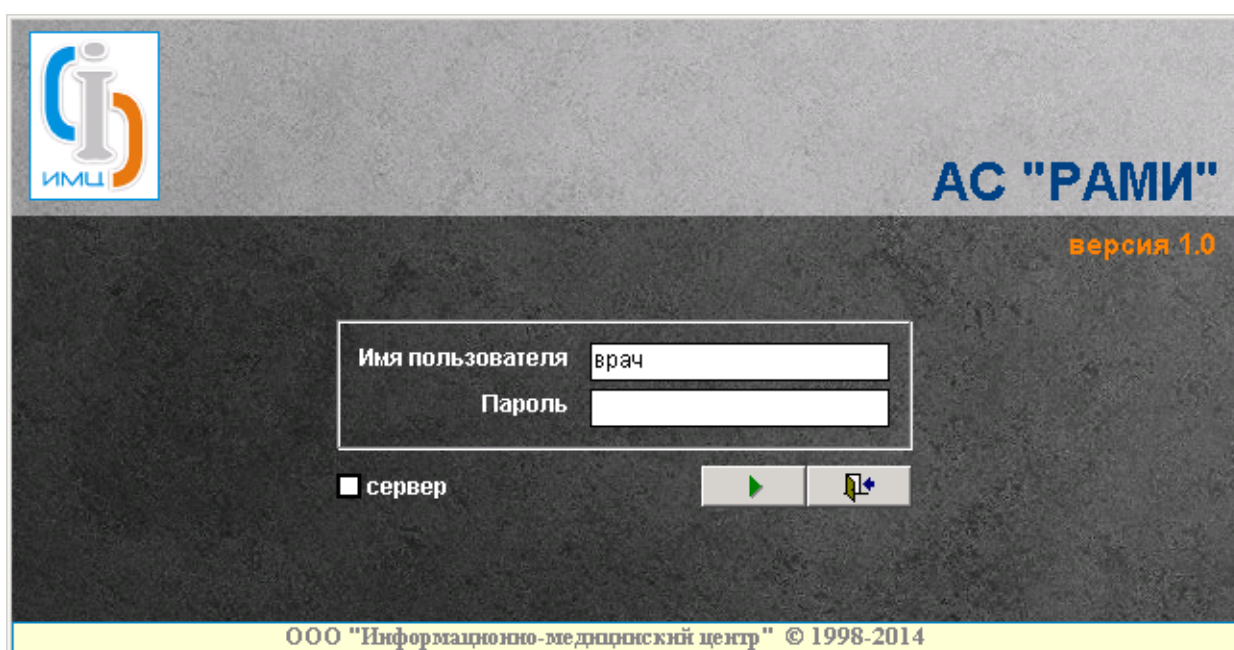 ИМЦ
АС "РАМИ"
версия 1.0
Имя пользователя врач
Пароль
сервер
ООО "Информационно-медицинский центр" © 1998-2014